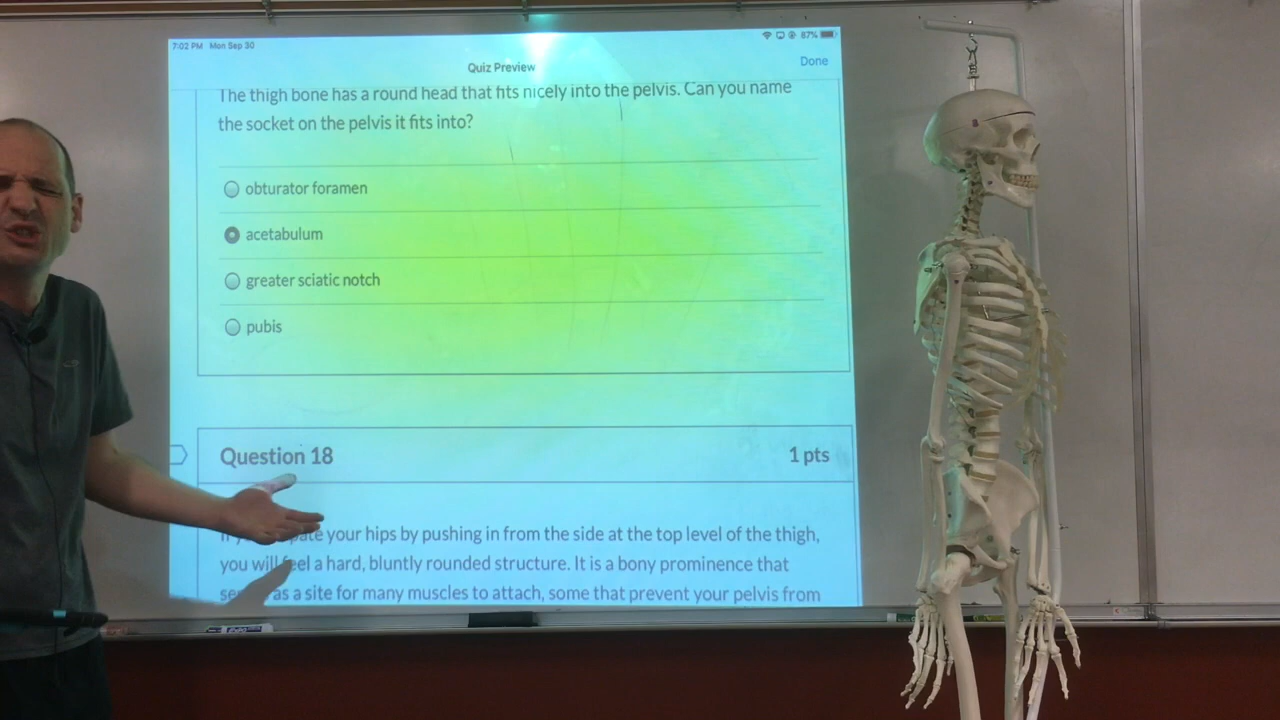 7:02 PM Mon Sep 30
87%
Quiz Preview
Done
The thigh bone has a round head that fits nicely into the pelvis. Can you name
the socket on the pelvis it fits into?
obturator foramen
acetabulum
greater sciatic notch
pubis
Question 18
1 pts
your hips by pushing in from the side at the top level of the thigh,
you will feel a hard, bluntly rounded structure. It is a bony prominence that
as a site for many muscles to attach, some that prevent your pelvis from